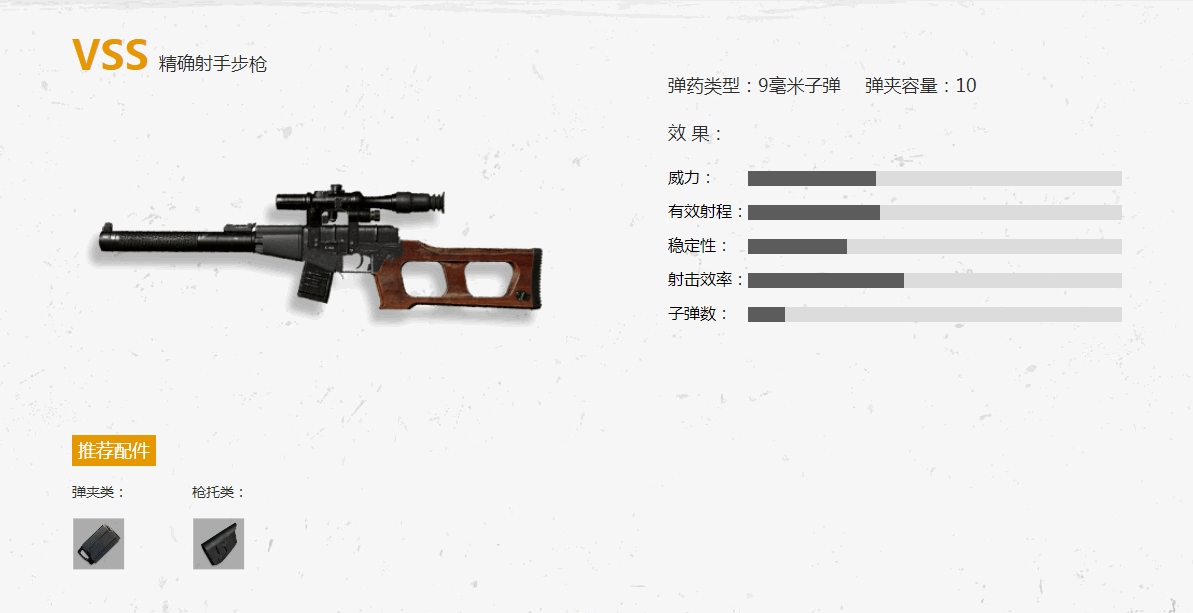 VSS 精确射手步枪
弹药类型：9毫米子弹 弹夹容量：10
效 果：
威力：
有效射程：
稳定性：
射击效率：
子弹数：
推荐配件
弹夹类： 枪托类：